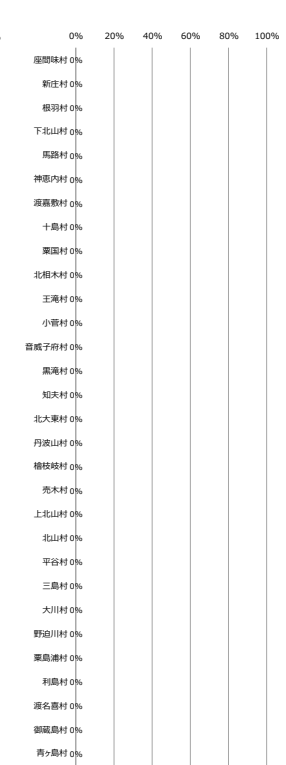 0% 20% 40% 60% 80% 100%
座間味村 0%
新庄村 0%
根羽村 0%
下北山村 0%
馬路村 0%
神恵内村 0%
渡嘉敷村 0%
十島村 0%
粟国村 0%
北相木村 0%
王滝村 0%
小菅村 0%
音威子府村 0%
黒滝村 0%
知夫村 0%
北大東村 0%
丹波山村 0%
檜枝岐村 0%
売木村 0%
上北山村 0%
北山村 0%
平谷村 0%
三島村 0%
大川村 0%
野迫川村 0%
粟島浦村 0%
利島村 0%
渡名喜村 0%
御蔵島村 0%
青ヶ島村 0%